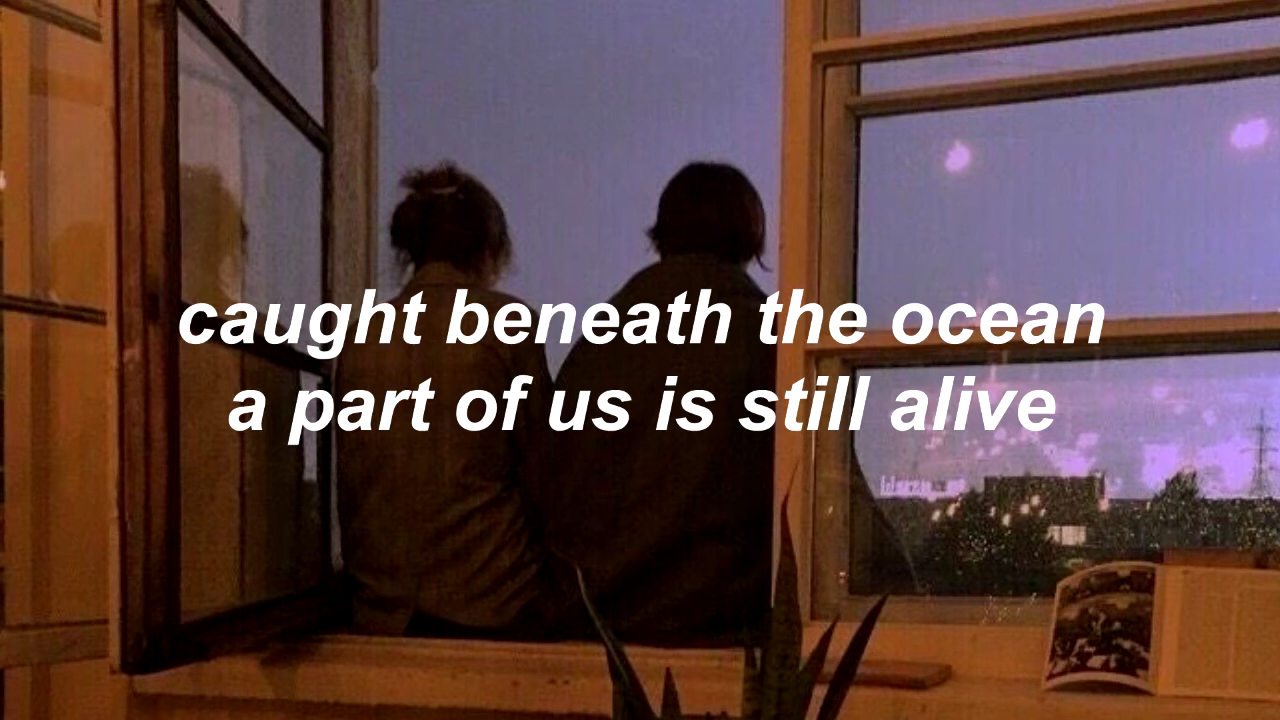 caught beneath the ocean
a part of us is still alive